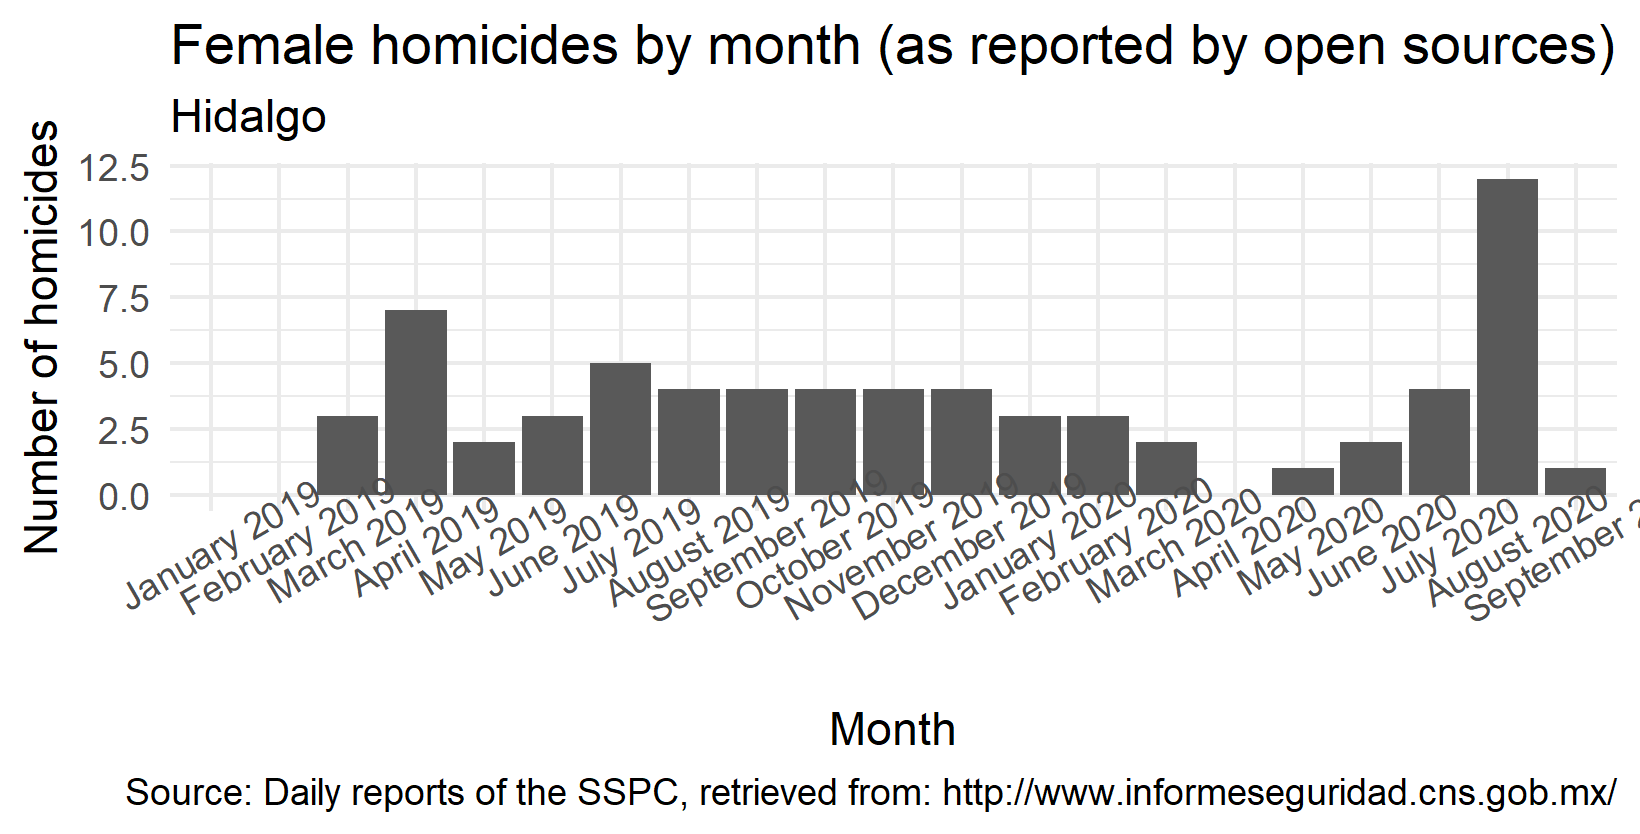 Female homicides by month (as reported by open sources)
Hidalgo
Number of homicides
12.5
10.0
7.5
5.0
2.5
0.0
January 2019
February 2019
March 2019
April 2019
May 2019
June 2019
July 2019
August 2019
September 2019
October 2019
November 2019
December 2019
January 2020
February 2020
March 2020
April 2020
May 2020
June 2020
July 2020
August 2020
September 2
Month
Source: Daily reports of the SSPC, retrieved from: http://www.informeseguridad.cns.gob.mx/